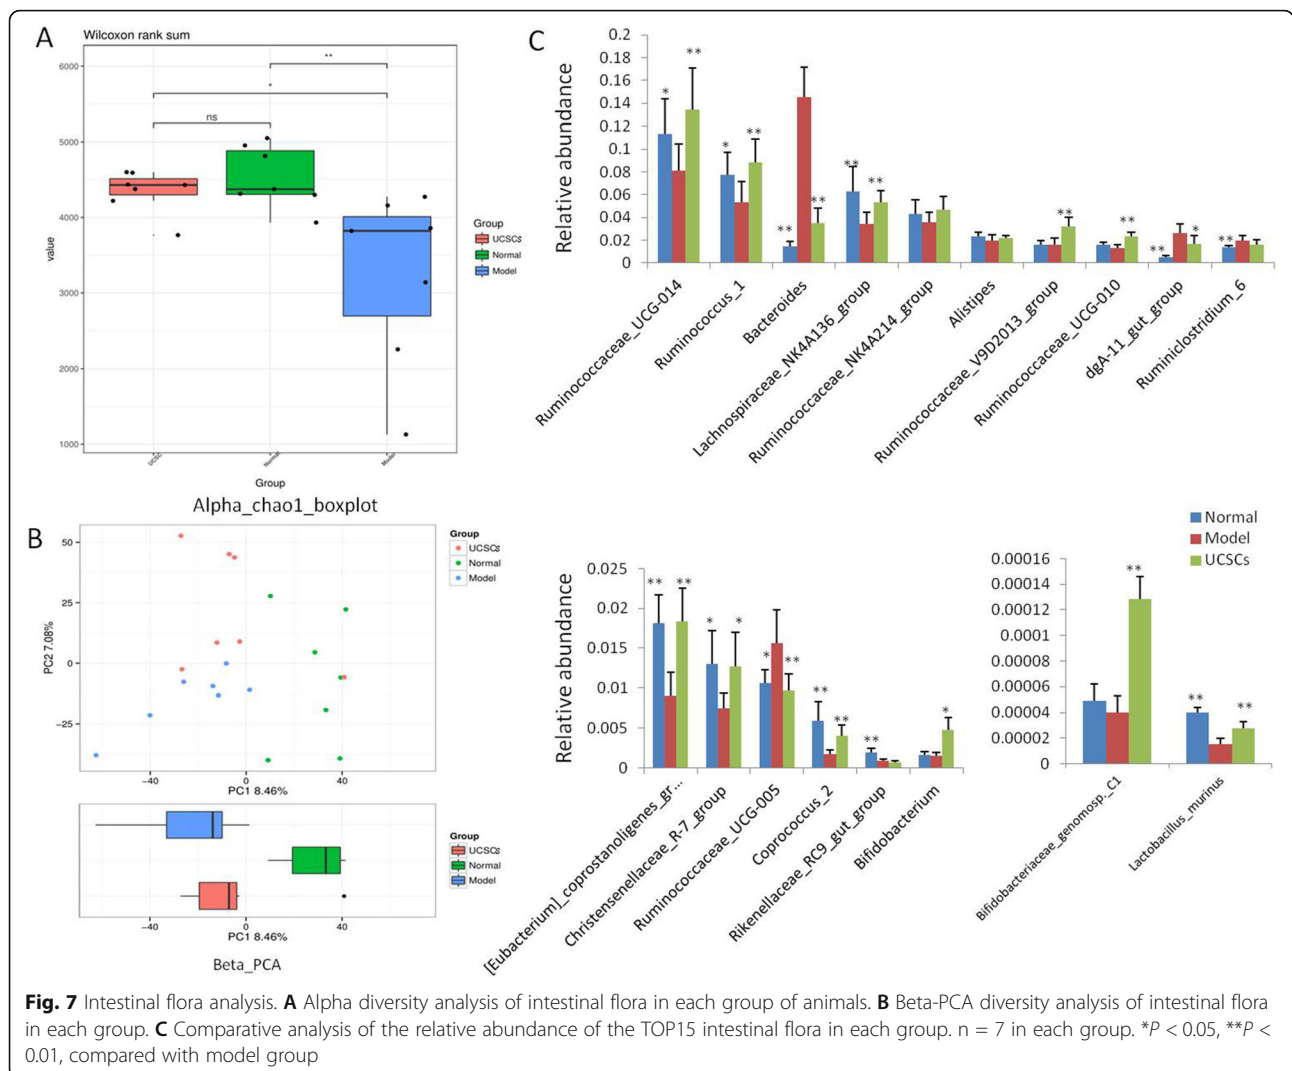 A
Wilcoxon rank sum
6000
5000
4000
3000
2000
1000
value
**
*
ns
UCSC
Normal
Model
Group
Group
UCSCs
Normal
Model
Alpha_chao1_boxplot
B
50
25
0
−25
PC2 7.08%
−40
0
40
PC1 8.46%
Group
UCSCs
Normal
Model
−40
0
40
PC1 8.46%
Group
UCSCs
Normal
Model
Beta_PCA
C
Relative abundance
0.2
0.18
0.16
0.14
0.12
0.1
0.08
0.06
0.04
0.02
0
* ** * ** ** ** ** ** ** ** ** * **
Ruminococcaceae_UCG-014
Ruminococcus_1
Bacteroides
Lachnospiraceae_NK4A136_group
Ruminococcaceae_NK4A214_group
Alistipes
Ruminococcaceae_V9D2013_group
Ruminococcaceae_UCG-010
dgA-11_gut_group
Ruminiclostridium_6
Relative abundance
0.025
0.02
0.015
0.01
0.005
0
** ** * * * ** ** ** ** *
[Eubacterium]_coprostanoligenes_gr...
Christensenellaceae_R-7_group
Ruminococcaceae_UCG-005
Coprococcus_2
Rikenellaceae_RC9_gut_group
Bifidobacterium
Normal
Model
UCSCs
0.00016
0.00014
0.00012
0.0001
0.00008
0.00006
0.00004
0.00002
0
** ** **
Bifidobacteriaceae_genomosp._C1
Lactobacillus_murinus
Fig. 7 Intestinal flora analysis. A Alpha diversity analysis of intestinal flora in each group of animals. B Beta-PCA diversity analysis of intestinal flora
in each group. C Comparative analysis of the relative abundance of the TOP15 intestinal flora in each group. n = 7 in each group. *P < 0.05, **P <
0.01, compared with model group